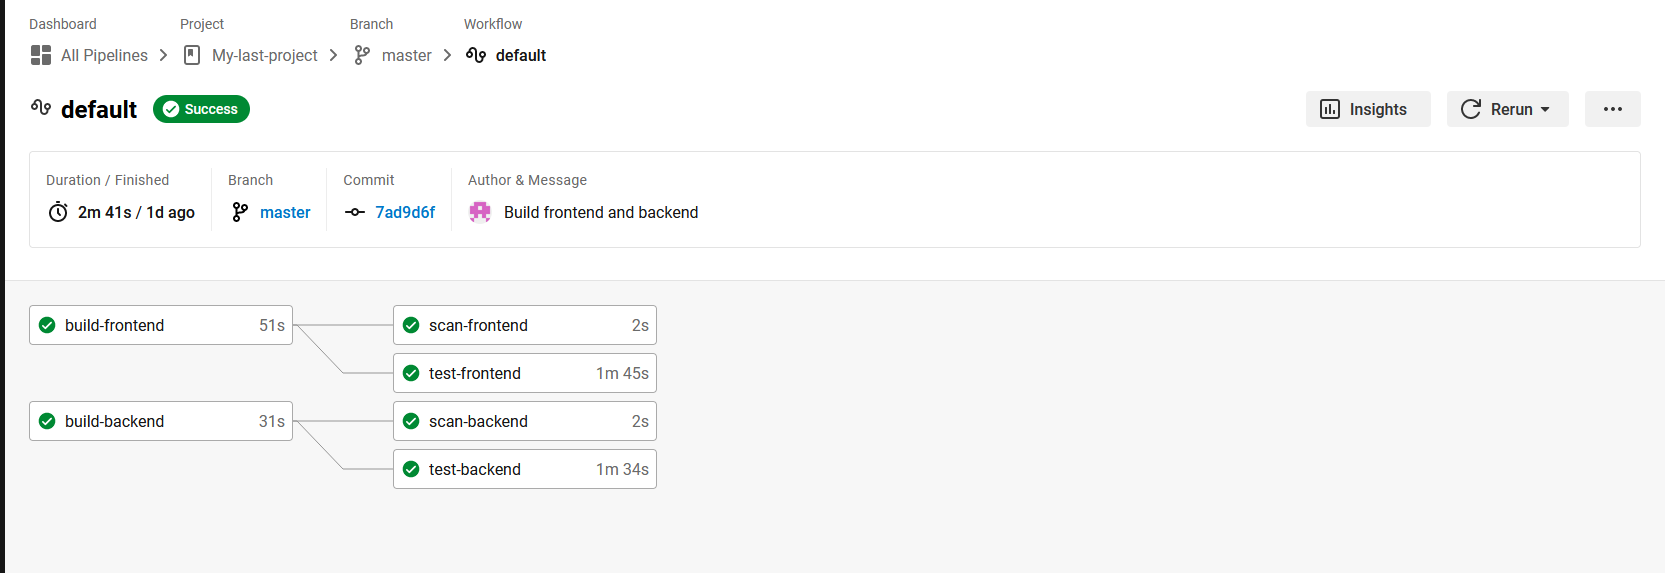 Dashboard Project Branch Workflow
All Pipelines My-last-project master default
default Success Insights Rerun
Duration / Finished Branch Commit Author & Message
2m 41s / 1d ago master 7ad9d6f Build frontend and backend
build-frontend 51s scan-frontend 2s
test-frontend 1m 45s
build-backend 31s scan-backend 2s
test-backend 1m 34s